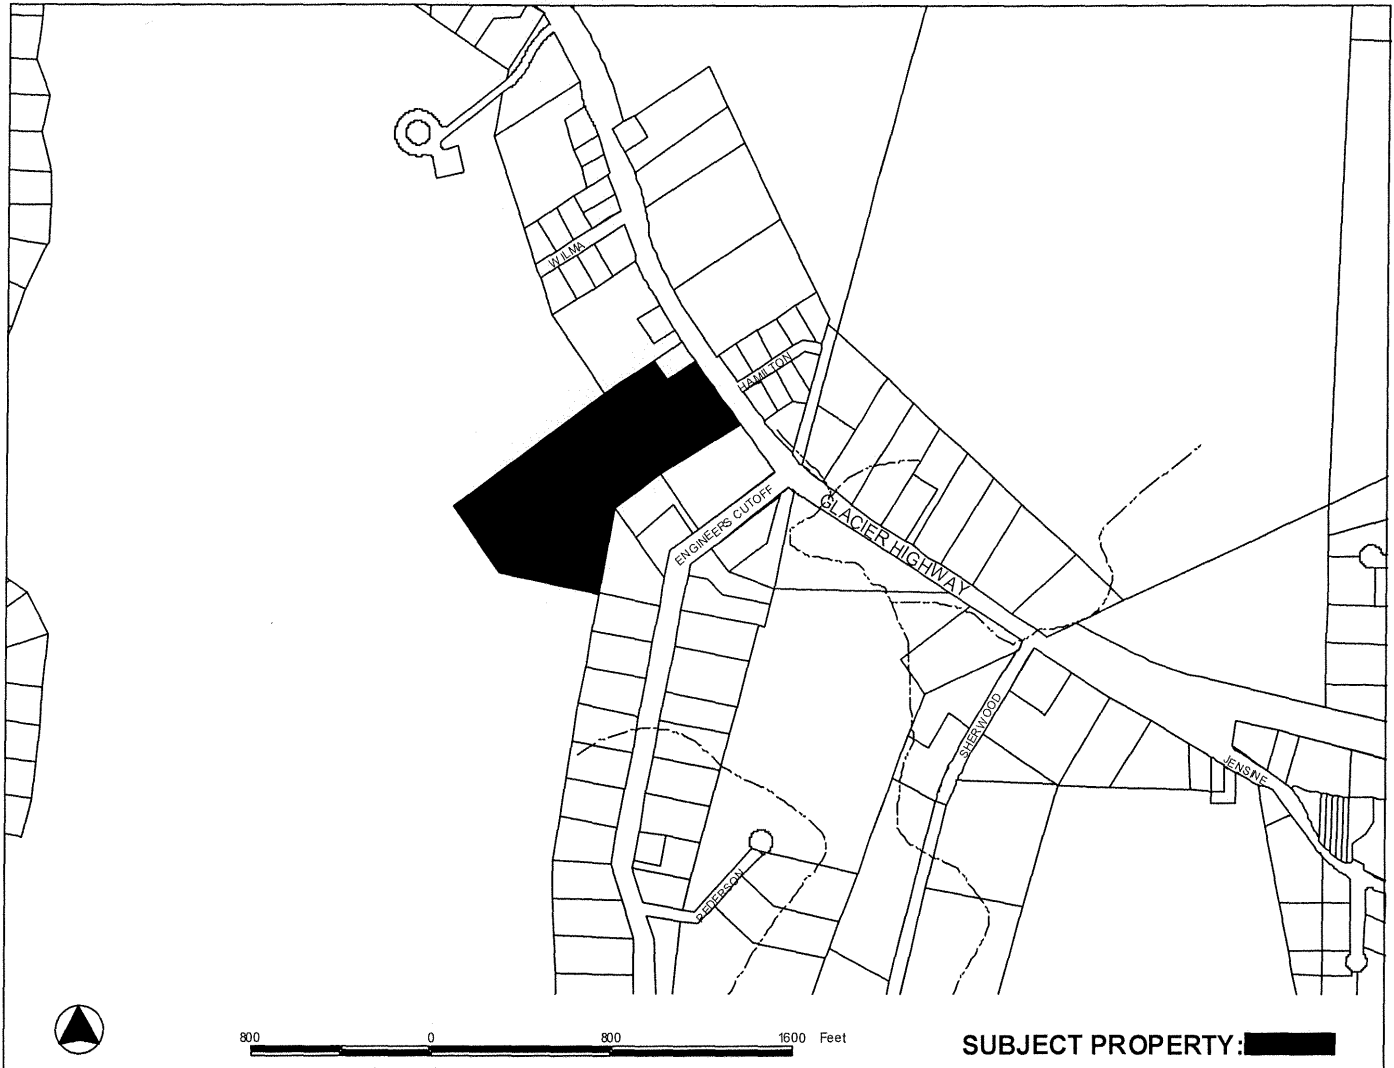 WILMA
HAMILTON
ENGINEERS CUTOFF
GLACIER HIGHWAY
SHERWOOD
JENSINE
PEDERSON
800 0 800 1600 Feet
SUBJECT PROPERTY: